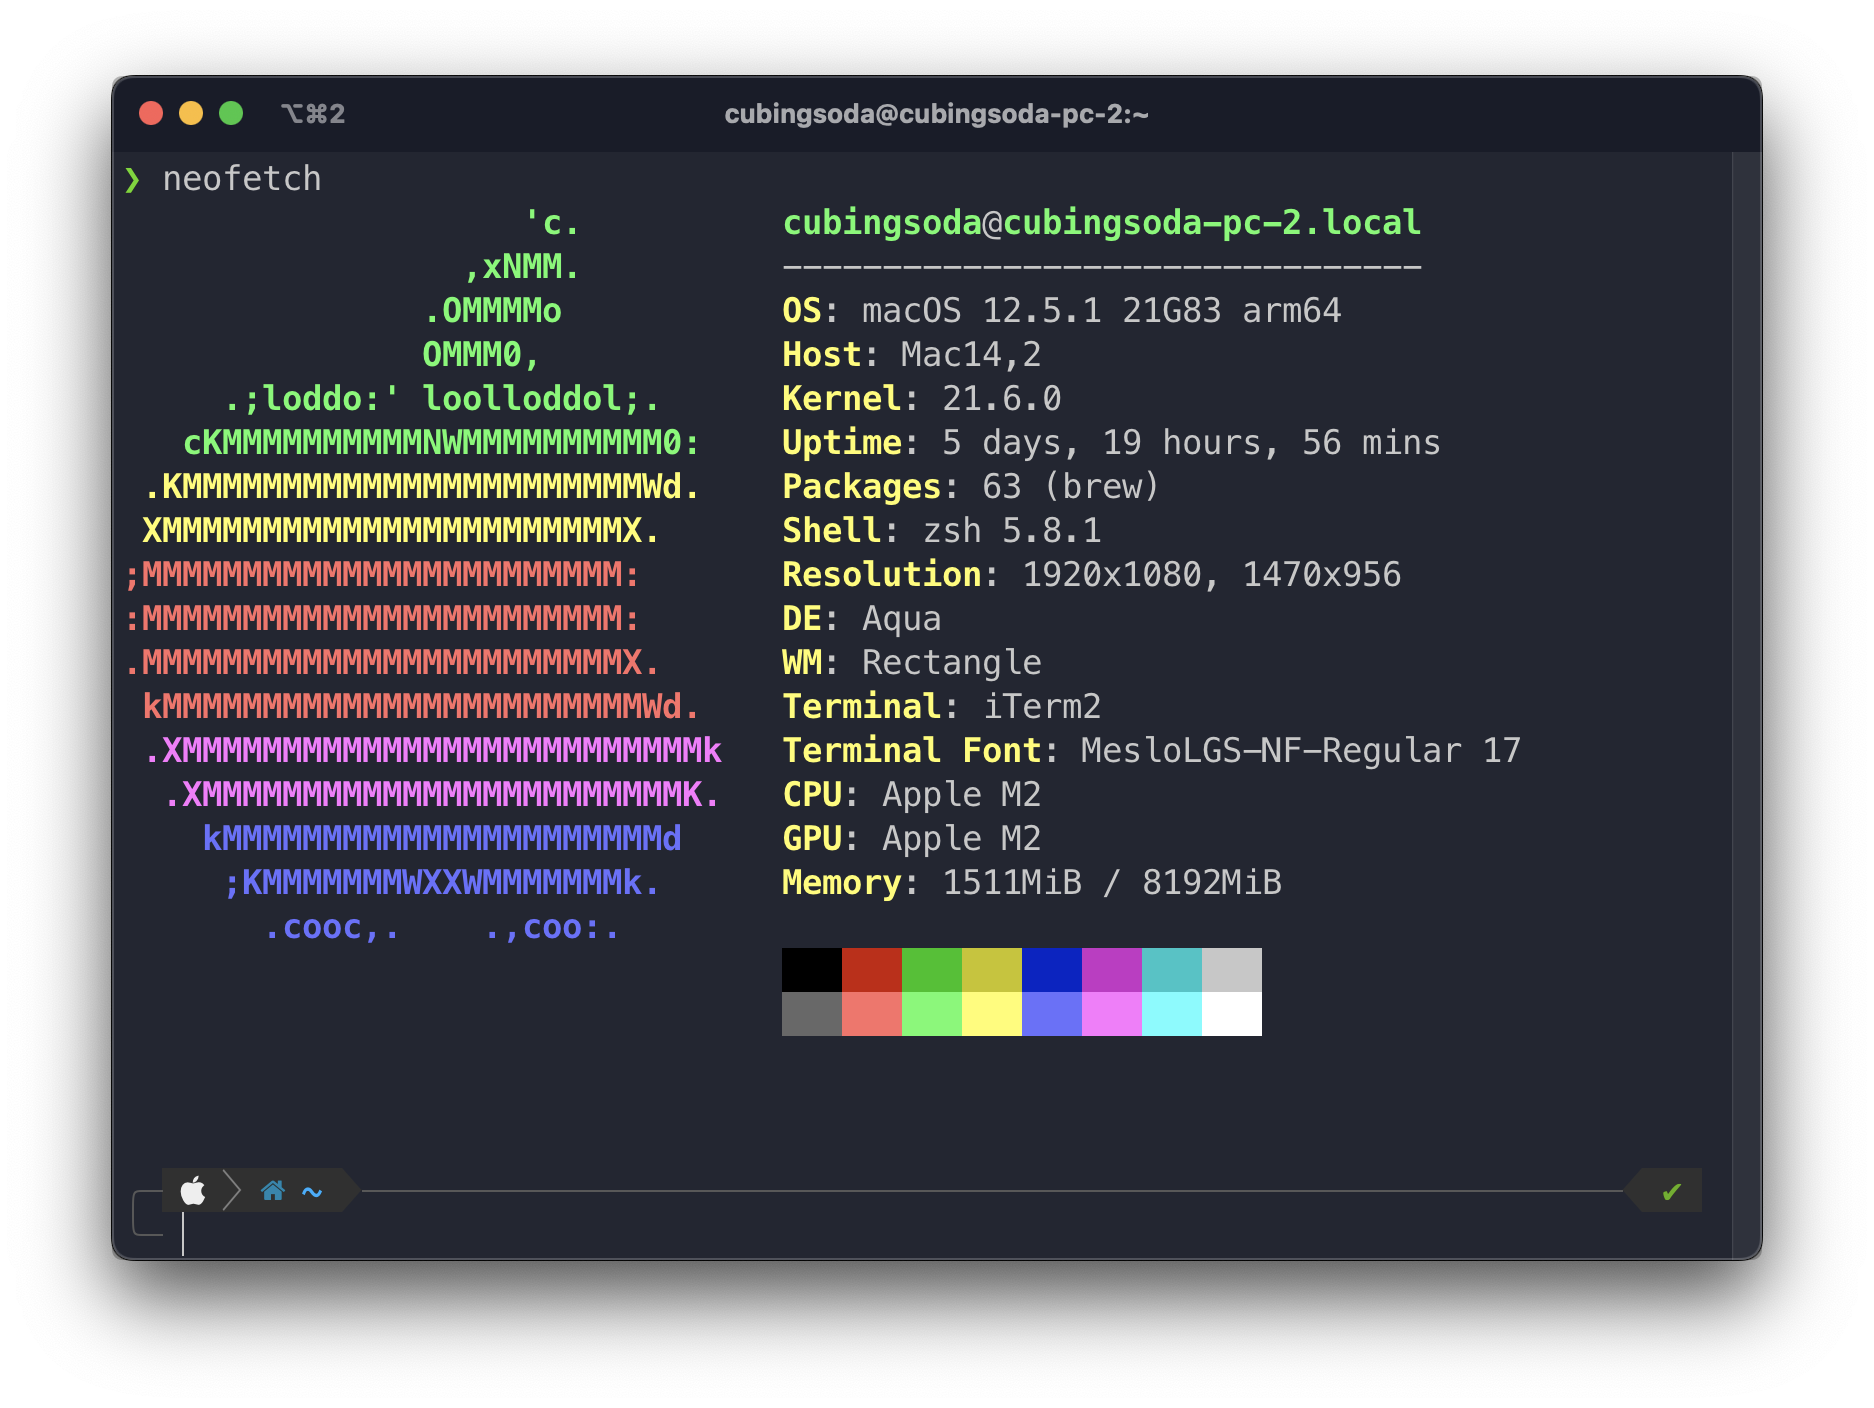 ⌥⌘2
cubingsoda@cubingsoda-pc-2:~
❯ neofetch
                    'c.
                 ,xNMM.
               .OMMMMo
               OMMM0,
     .;loddo:' loolloddol;.
   cKMMMMMMMMMMNWMMMMMMMMMM0:
 .KMMMMMMMMMMMMMMMMMMMMMMMWd.
 XMMMMMMMMMMMMMMMMMMMMMMMX.
;MMMMMMMMMMMMMMMMMMMMMMMM:
:MMMMMMMMMMMMMMMMMMMMMMMM:
.MMMMMMMMMMMMMMMMMMMMMMMMX.
 kMMMMMMMMMMMMMMMMMMMMMMMMWd.
 .XMMMMMMMMMMMMMMMMMMMMMMMMMMk
  .XMMMMMMMMMMMMMMMMMMMMMMMMK.
    kMMMMMMMMMMMMMMMMMMMMMMd
     ;KMMMMMMMWXXWMMMMMMMk.
       .cooc,.    .,coo:.
cubingsoda@cubingsoda-pc-2.local
--------------------------------
OS: macOS 12.5.1 21G83 arm64
Host: Mac14,2
Kernel: 21.6.0
Uptime: 5 days, 19 hours, 56 mins
Packages: 63 (brew)
Shell: zsh 5.8.1
Resolution: 1920x1080, 1470x956
DE: Aqua
WM: Rectangle
Terminal: iTerm2
Terminal Font: MesloLGS-NF-Regular 17
CPU: Apple M2
GPU: Apple M2
Memory: 1511MiB / 8192MiB
~ ✔